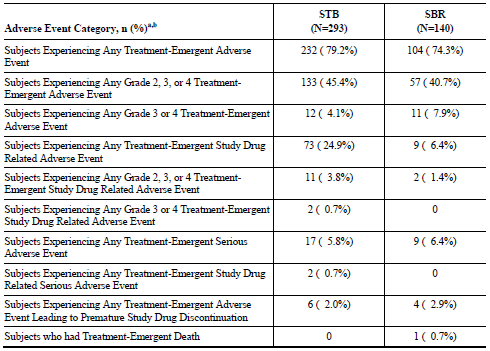 Adverse Event Category, n (%)a,b STB (N=293) SBR (N=140)
Subjects Experiencing Any Treatment-Emergent Adverse Event 232 ( 79.2%) 104 ( 74.3%)
Subjects Experiencing Any Grade 2, 3, or 4 Treatment-Emergent Adverse Event 133 ( 45.4%) 57 ( 40.7%)
Subjects Experiencing Any Grade 3 or 4 Treatment-Emergent Adverse Event 12 ( 4.1%) 11 ( 7.9%)
Subjects Experiencing Any Treatment-Emergent Study Drug Related Adverse Event 73 ( 24.9%) 9 ( 6.4%)
Subjects Experiencing Any Grade 2, 3, or 4 Treatment-Emergent Study Drug Related Adverse Event 11 ( 3.8%) 2 ( 1.4%)
Subjects Experiencing Any Grade 3 or 4 Treatment-Emergent Study Drug Related Adverse Event 2 ( 0.7%) 0
Subjects Experiencing Any Treatment-Emergent Serious Adverse Event 17 ( 5.8%) 9 ( 6.4%)
Subjects Experiencing Any Treatment-Emergent Study Drug Related Serious Adverse Event 2 ( 0.7%) 0
Subjects Experiencing Any Treatment-Emergent Adverse Event Leading to Premature Study Drug Discontinuation 6 ( 2.0%) 4 ( 2.9%)
Subjects who had Treatment-Emergent Death 0 1 ( 0.7%)